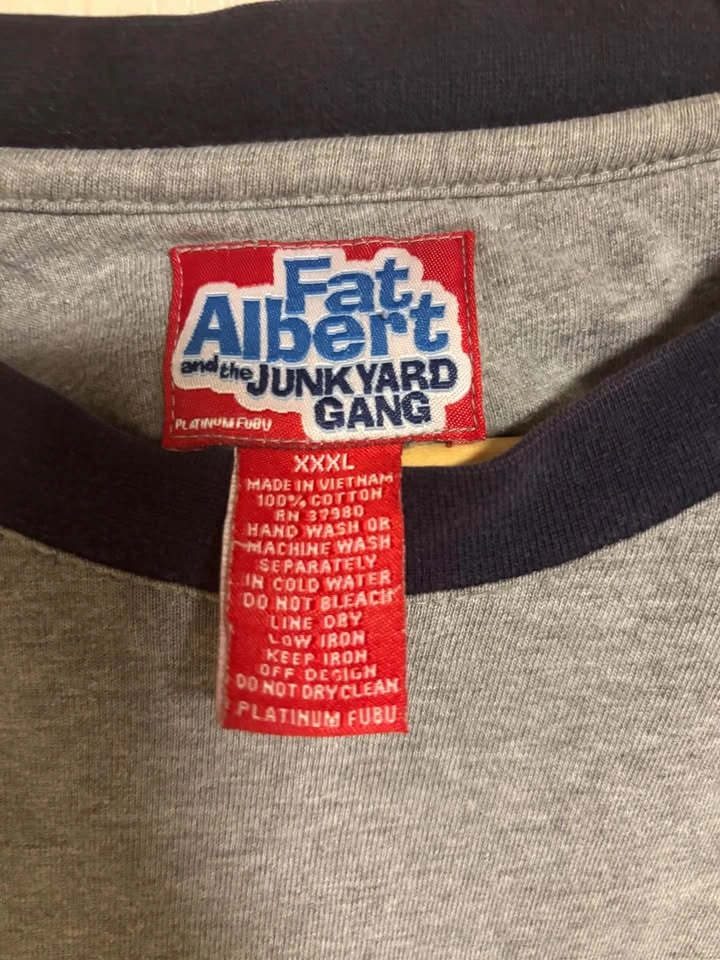 Fat
Albert
and the JUNKYARD
GANG
PLATINUM FUBU
XXXL
MADE IN VIETNAM
100% COTTON
RN 37980
HAND WASH OR
MACHINE WASH
SEPARATELY
IN COLD WATER
DO NOT BLEACH
LINE DRY
LOW IRON
KEEP IRON
OFF DESIGN
DO NOT DRY CLEAN
PLATINUM FUBU